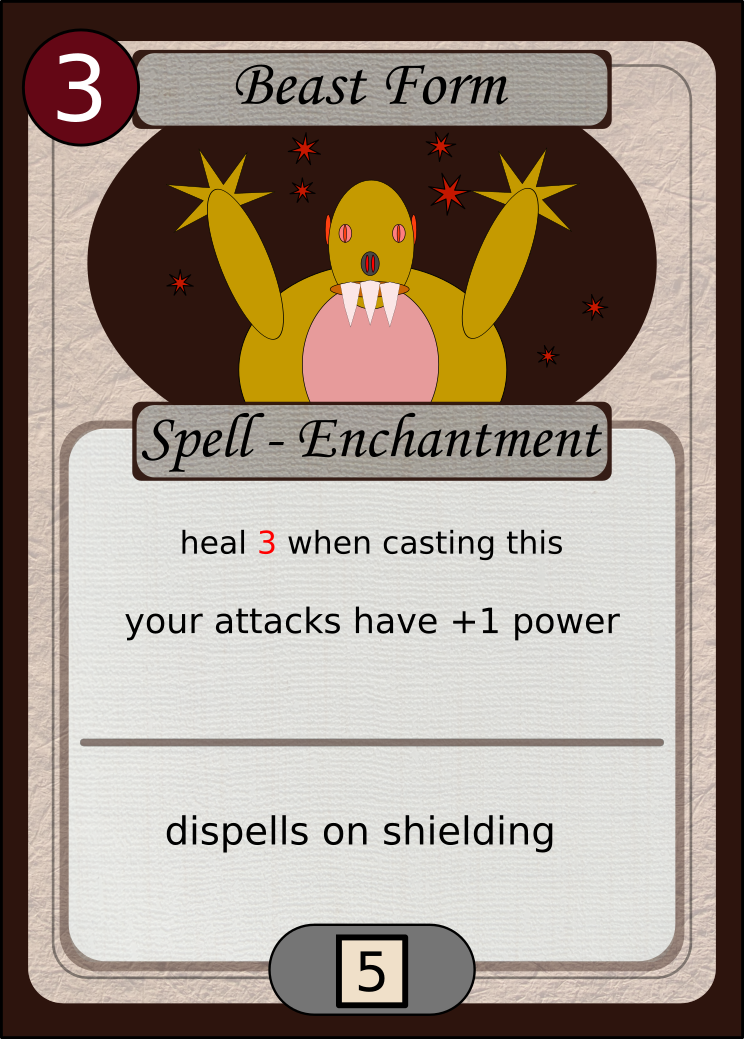 3
Beast Form
Spell - Enchantment
heal 3 when casting this
your attacks have +1 power
dispells on shielding
5